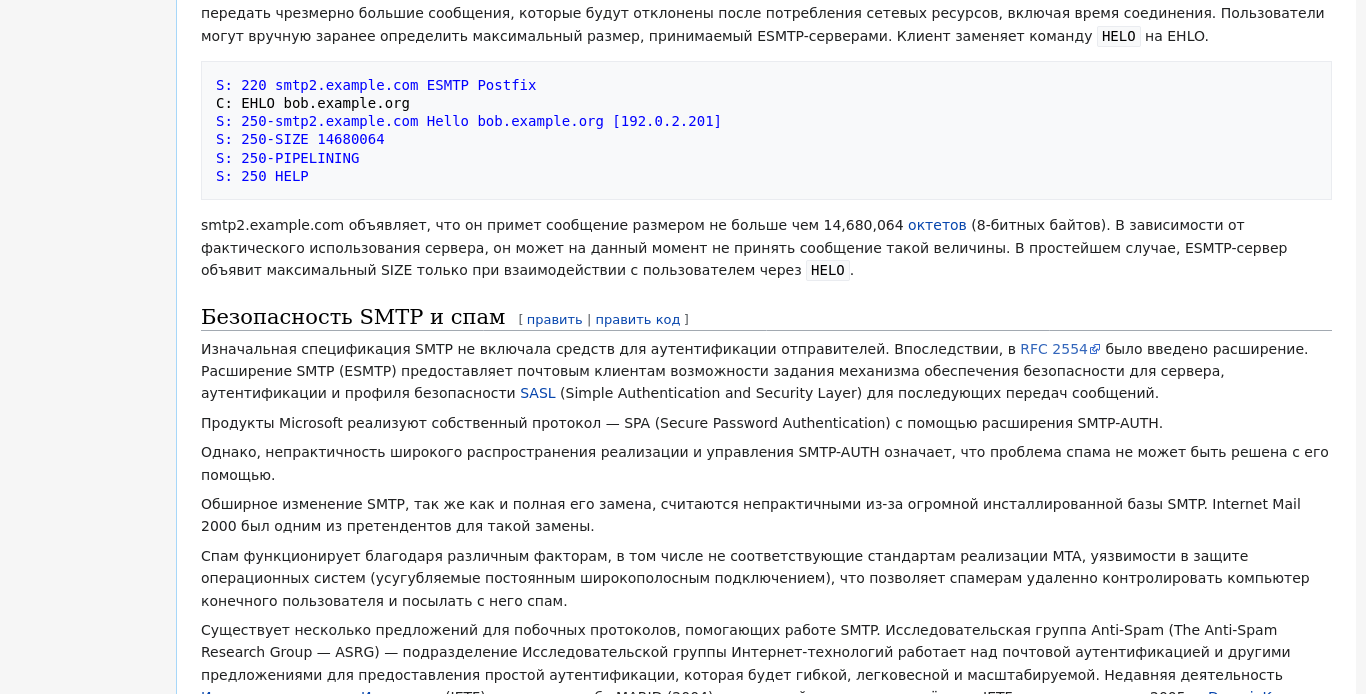 передать чрезмерно большие сообщения, которые будут отклонены после потребления сетевых ресурсов, включая время соединения. Пользователи
могут вручную заранее определить максимальный размер, принимаемый ESMTP-серверами. Клиент заменяет команду HELO на EHLO.
S: 220 smtp2.example.com ESMTP Postfix
C: EHLO bob.example.org
S: 250-smtp2.example.com Hello bob.example.org [192.0.2.201]
S: 250-SIZE 14680064
S: 250-PIPELINING
S: 250 HELP
smtp2.example.com объявляет, что он примет сообщение размером не больше чем 14,680,064 октетов (8-битных байтов). В зависимости от
фактического использования сервера, он может на данный момент не принять сообщение такой величины. В простейшем случае, ESMTP-сервер
объявит максимальный SIZE только при взаимодействии с пользователем через HELO.
Безопасность SMTP и спам [ править | править код ]
Изначальная спецификация SMTP не включала средств для аутентификации отправителей. Впоследствии, в RFC 2554 было введено расширение.
Расширение SMTP (ESMTP) предоставляет почтовым клиентам возможности задания механизма обеспечения безопасности для сервера,
аутентификации и профиля безопасности SASL (Simple Authentication and Security Layer) для последующих передач сообщений.
Продукты Microsoft реализуют собственный протокол — SPA (Secure Password Authentication) с помощью расширения SMTP-AUTH.
Однако, непрактичность широкого распространения реализации и управления SMTP-AUTH означает, что проблема спама не может быть решена с его
помощью.
Обширное изменение SMTP, так же как и полная его замена, считаются непрактичными из-за огромной инсталлированной базы SMTP. Internet Mail
2000 был одним из претендентов для такой замены.
Спам функционирует благодаря различным факторам, в том числе не соответствующие стандартам реализации MTA, уязвимости в защите
операционных систем (усугубляемые постоянным широкополосным подключением), что позволяет спамерам удаленно контролировать компьютер
конечного пользователя и посылать с него спам.
Существует несколько предложений для побочных протоколов, помогающих работе SMTP. Исследовательская группа Anti-Spam (The Anti-Spam
Research Group — ASRG) — подразделение Исследовательской группы Интернет-технологий работает над почтовой аутентификацией и другими
предложениями для предоставления простой аутентификации, которая будет гибкой, легковесной и масштабируемой. Недавняя деятельность